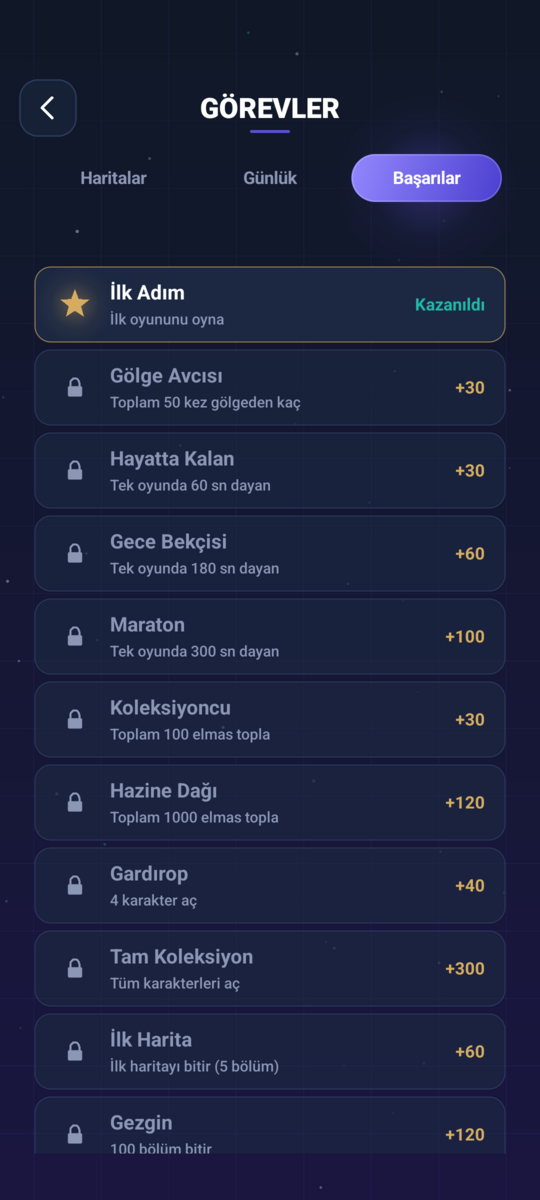 GÖREVLER
Haritalar
Günlük
Başarılar
İlk Adım
İlk oyununu oyna
Kazanıldı
Gölge Avcısı
Toplam 50 kez gölgeden kaç
+30
Hayatta Kalan
Tek oyunda 60 sn dayan
+30
Gece Bekçisi
Tek oyunda 180 sn dayan
+60
Maraton
Tek oyunda 300 sn dayan
+100
Koleksiyoncu
Toplam 100 elmas topla
+30
Hazine Dağı
Toplam 1000 elmas topla
+120
Gardırop
4 karakter aç
+40
Tam Koleksiyon
Tüm karakterleri aç
+300
İlk Harita
İlk haritayı bitir (5 bölüm)
+60
Gezgin
100 bölüm bitir
+120